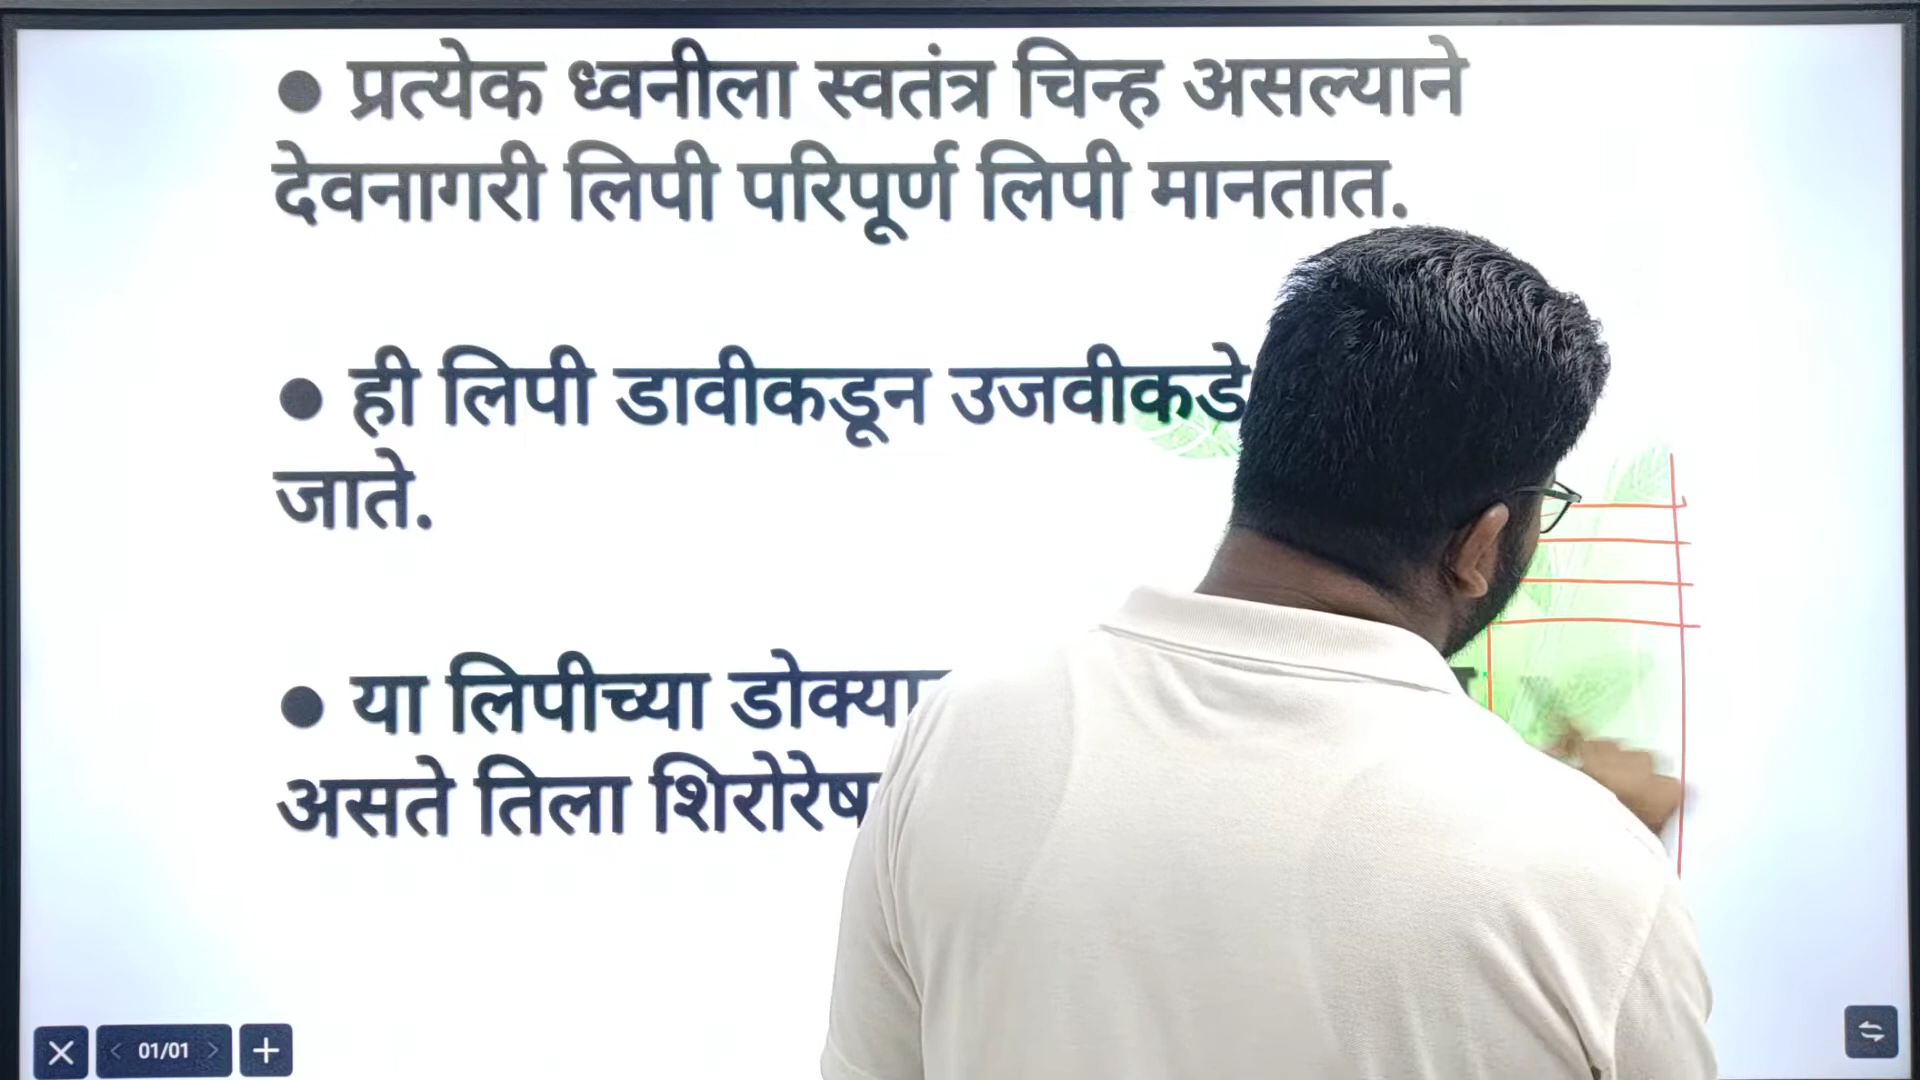 ● प्रत्येक ध्वनीला स्वतंत्र चिन्ह असल्याने
देवनागरी लिपी परिपूर्ण लिपी मानतात.
● ही लिपी डावीकडून उजवीकडे
जाते.
● या लिपीच्या
असते तिला
01/01